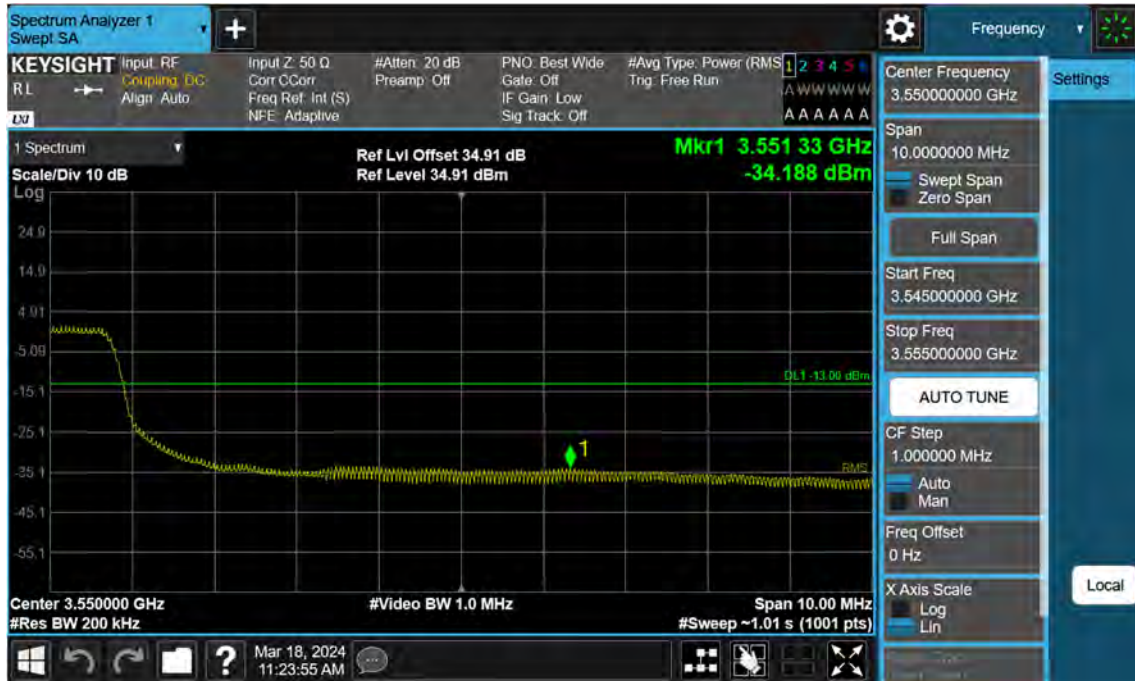 Spectrum Analyzer 1
Swept SA
+
Frequency
KEYSIGHT
RL
LXI
Input: RF
Coupling: DC
Align: Auto
Input Z: 50 Ω
Corr CCorr
Freq Ref: Int (S)
NFE: Adaptive
#Atten: 20 dB
Preamp: Off
PNO: Best Wide
Gate: Off
IF Gain: Low
Sig Track: Off
#Avg Type: Power (RMS
Trig: Free Run
1 2 3 4 5 6
A W W W W W
A A A A A A
1 Spectrum
Scale/Div 10 dB
Ref Lvl Offset 34.91 dB
Ref Level 34.91 dBm
Mkr1 3.551 33 GHz
-34.188 dBm
Log
24.9
14.9
4.91
-5.09
-15.1
-25.1
-35.1
-45.1
-55.1
DL1 -13.00 dBm
1
RMS
Center 3.550000 GHz
#Res BW 200 kHz
#Video BW 1.0 MHz
Span 10.00 MHz
#Sweep ~1.01 s (1001 pts)
Center Frequency
3.550000000 GHz
Settings
Span
10.0000000 MHz
Swept Span
Zero Span
Full Span
Start Freq
3.545000000 GHz
Stop Freq
3.555000000 GHz
AUTO TUNE
CF Step
1.000000 MHz
Auto
Man
Freq Offset
0 Hz
X Axis Scale
Log
Lin
Local
?
Mar 18, 2024
11:23:55 AM